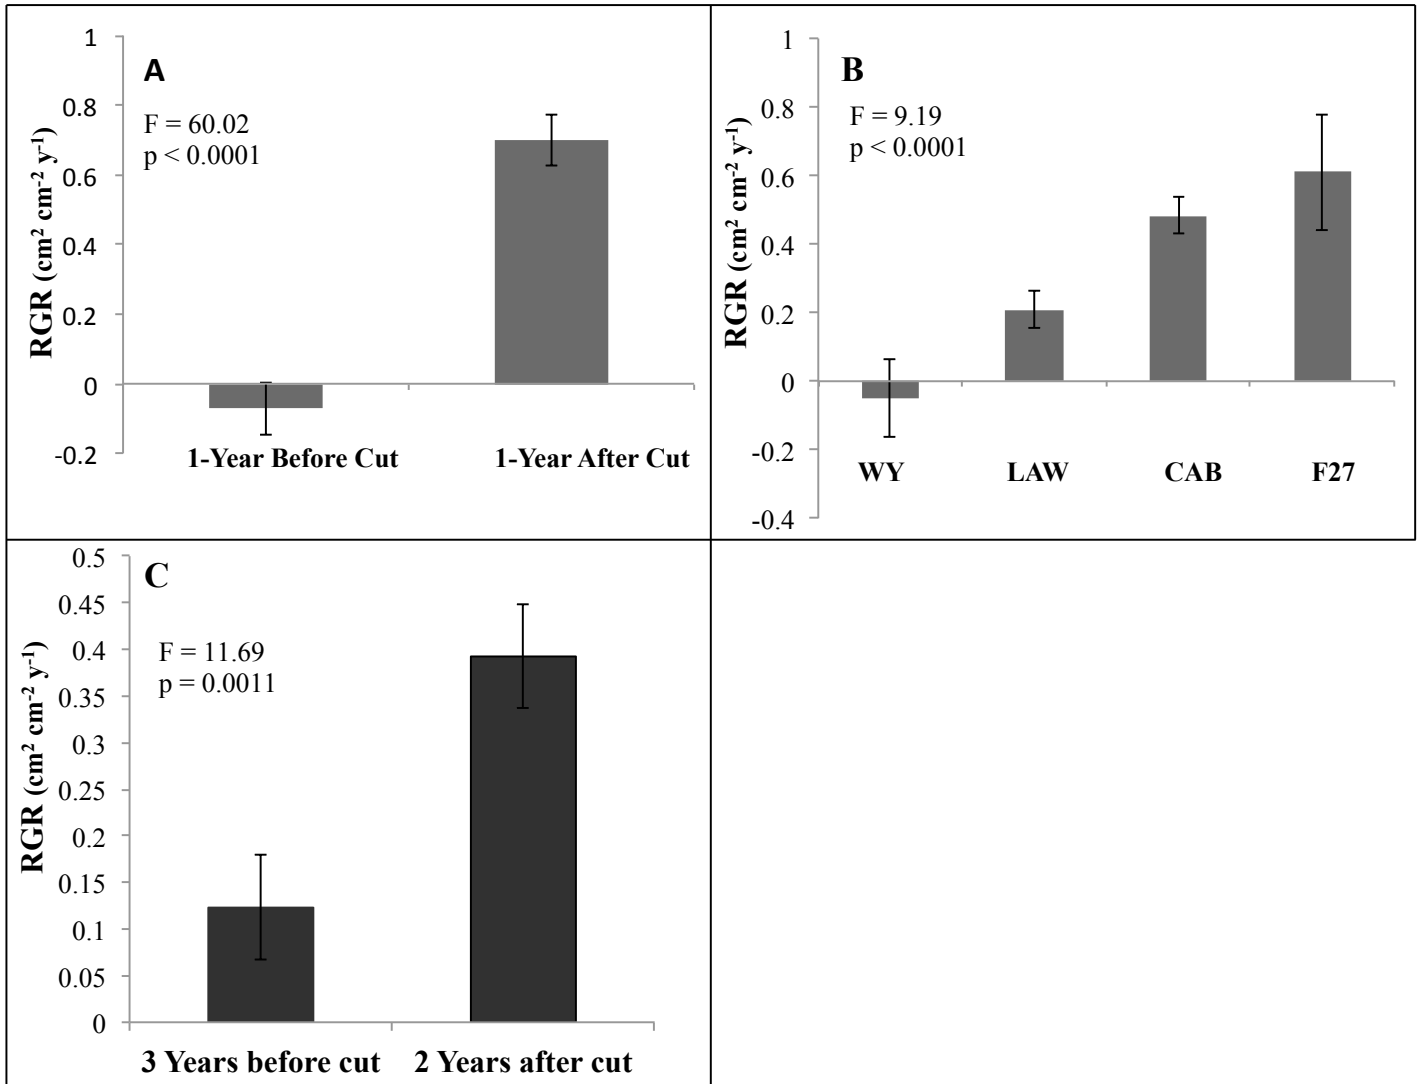 A
F = 60.02
p < 0.0001
RGR (cm² cm⁻² y⁻¹)
1
0.8
0.6
0.4
0.2
0
-0.2
1-Year Before Cut 1-Year After Cut
B
F = 9.19
p < 0.0001
RGR (cm² cm⁻² y⁻¹)
1
0.8
0.6
0.4
0.2
0
-0.2
-0.4
WY LAW CAB F27
C
F = 11.69
p = 0.0011
RGR (cm² cm⁻² y⁻¹)
0.5
0.45
0.4
0.35
0.3
0.25
0.2
0.15
0.1
0.05
0
3 Years before cut 2 Years after cut